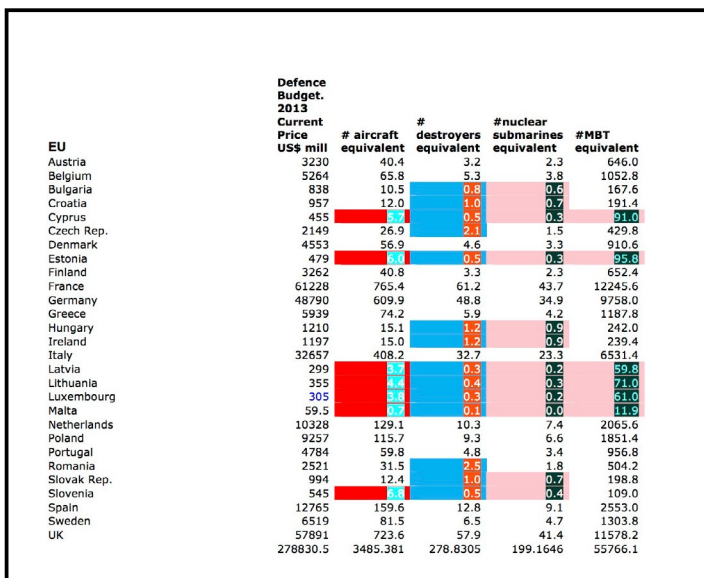 Defence
Budget.
2013
Current # #nuclear
Price # aircraft destroyers submarines #MBT
EU US$ mill equivalent equivalent equivalent equivalent
Austria 3230 40.4 3.2 2.3 646.0
Belgium 5264 65.8 5.3 3.8 1052.8
Bulgaria 838 10.5 0.8 0.6 167.6
Croatia 957 12.0 1.0 0.7 191.4
Cyprus 455 5.7 0.5 0.3 91.0
Czech Rep. 2149 26.9 2.1 1.5 429.8
Denmark 4553 56.9 4.6 3.3 910.6
Estonia 479 6.0 0.5 0.3 95.8
Finland 3262 40.8 3.3 2.3 652.4
France 61228 765.4 61.2 43.7 12245.6
Germany 48790 609.9 48.8 34.9 9758.0
Greece 5939 74.2 5.9 4.2 1187.8
Hungary 1210 15.1 1.2 0.9 242.0
Ireland 1197 15.0 1.2 0.9 239.4
Italy 32657 408.2 32.7 23.3 6531.4
Latvia 299 3.7 0.3 0.2 59.8
Lithuania 355 4.4 0.4 0.3 71.0
Luxembourg 305 3.8 0.3 0.2 61.0
Malta 59.5 0.7 0.1 0.0 11.9
Netherlands 10328 129.1 10.3 7.4 2065.6
Poland 9257 115.7 9.3 6.6 1851.4
Portugal 4784 59.8 4.8 3.4 956.8
Romania 2521 31.5 2.5 1.8 504.2
Slovak Rep. 994 12.4 1.0 0.7 198.8
Slovenia 545 6.8 0.5 0.4 109.0
Spain 12765 159.6 12.8 9.1 2553.0
Sweden 6519 81.5 6.5 4.7 1303.8
UK 57891 723.6 57.9 41.4 11578.2
278830.5 3485.381 278.8305 199.1646 55766.1